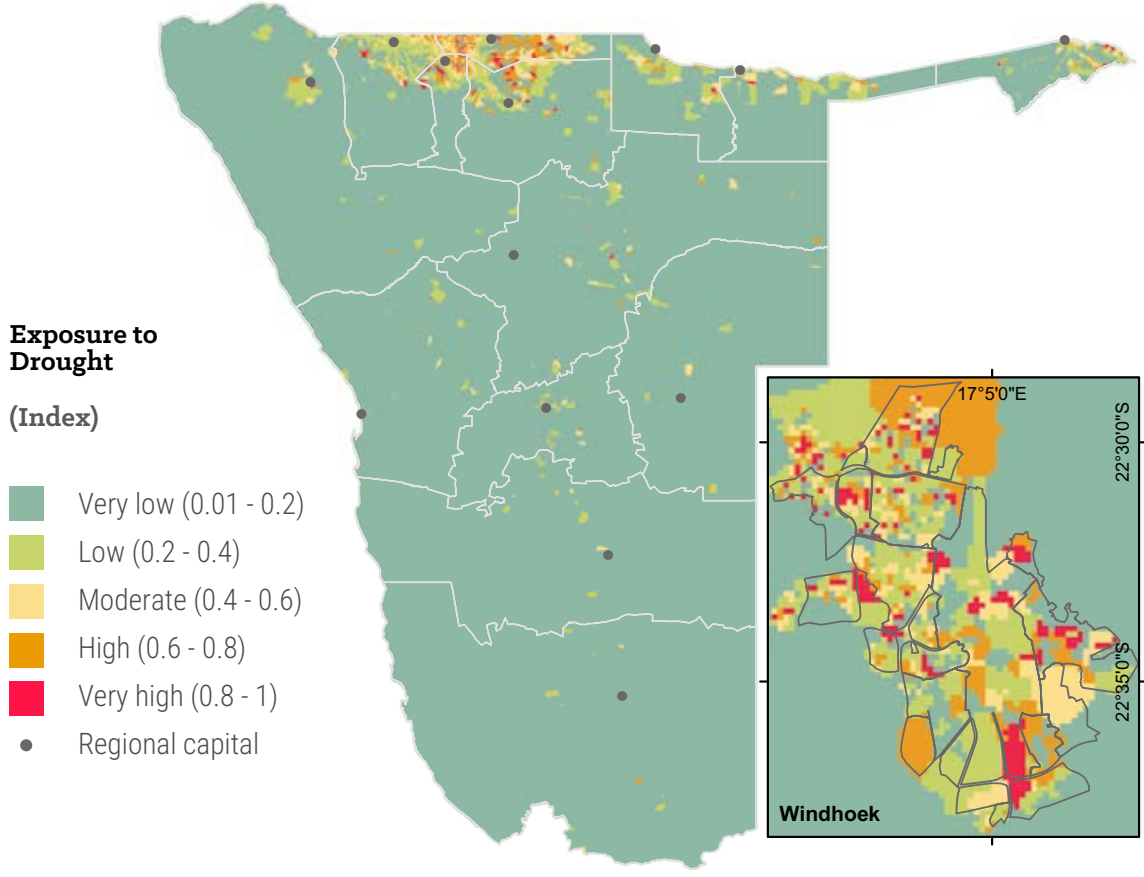 Exposure to
Drought
(Index)
Very low (0.01 - 0.2)
Low (0.2 - 0.4)
Moderate (0.4 - 0.6)
High (0.6 - 0.8)
Very high (0.8 - 1)
Regional capital
17°5'0"E
22°30'0"S
22°35'0"S
Windhoek